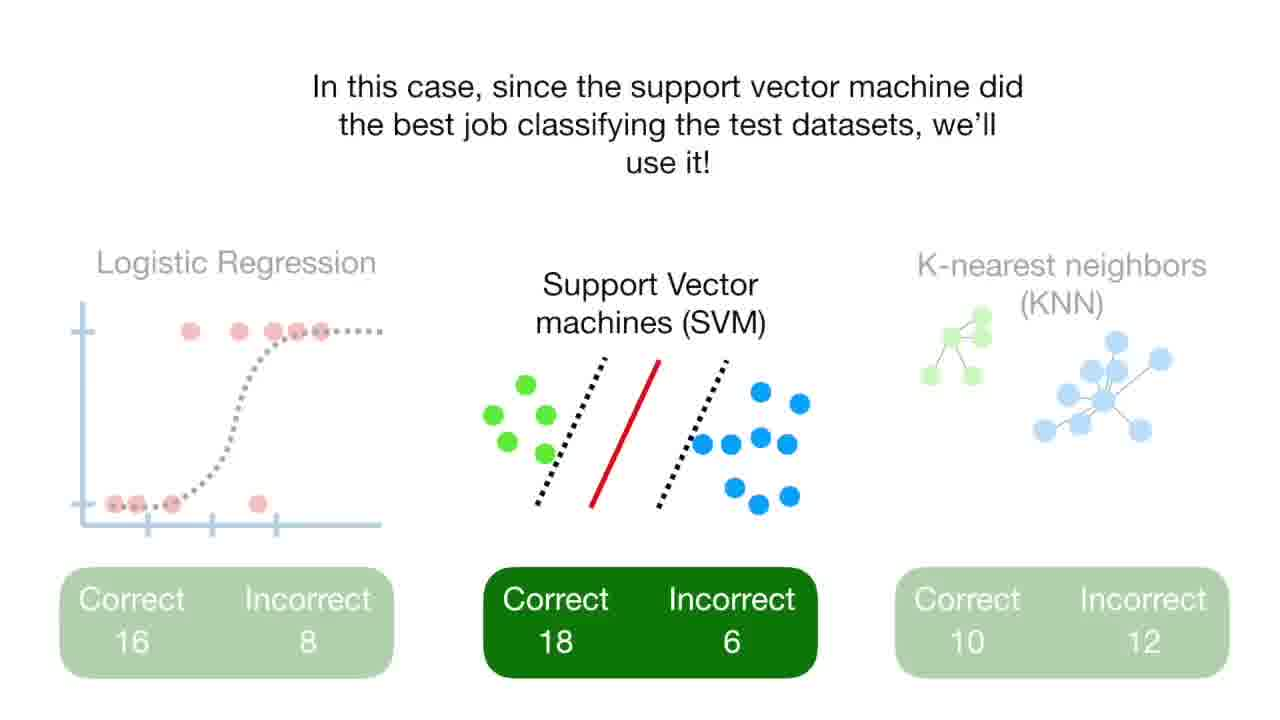 In this case, since the support vector machine did
the best job classifying the test datasets, we'll
use it!
Logistic Regression
Support Vector
machines (SVM)
K-nearest neighbors
(KNN)
Correct Incorrect
16 8
Correct Incorrect
18 6
Correct Incorrect
10 12